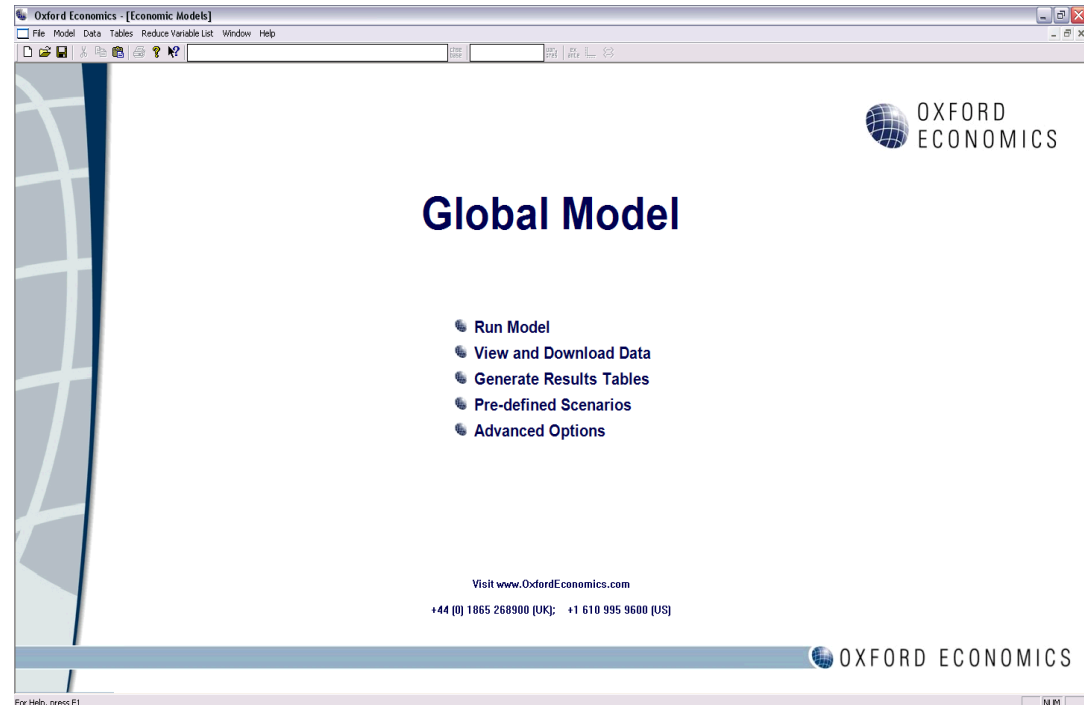 Oxford Economics - [Economic Models]
File Model Data Tables Reduce Variable List Window Help
OXFORD
ECONOMICS
Global Model
Run Model
View and Download Data
Generate Results Tables
Pre-defined Scenarios
Advanced Options
Visit www.OxfordEconomics.com
+44 (0) 1865 268900 (UK); +1 610 995 9600 (US)
OXFORD ECONOMICS
For Help, press F1
NUM